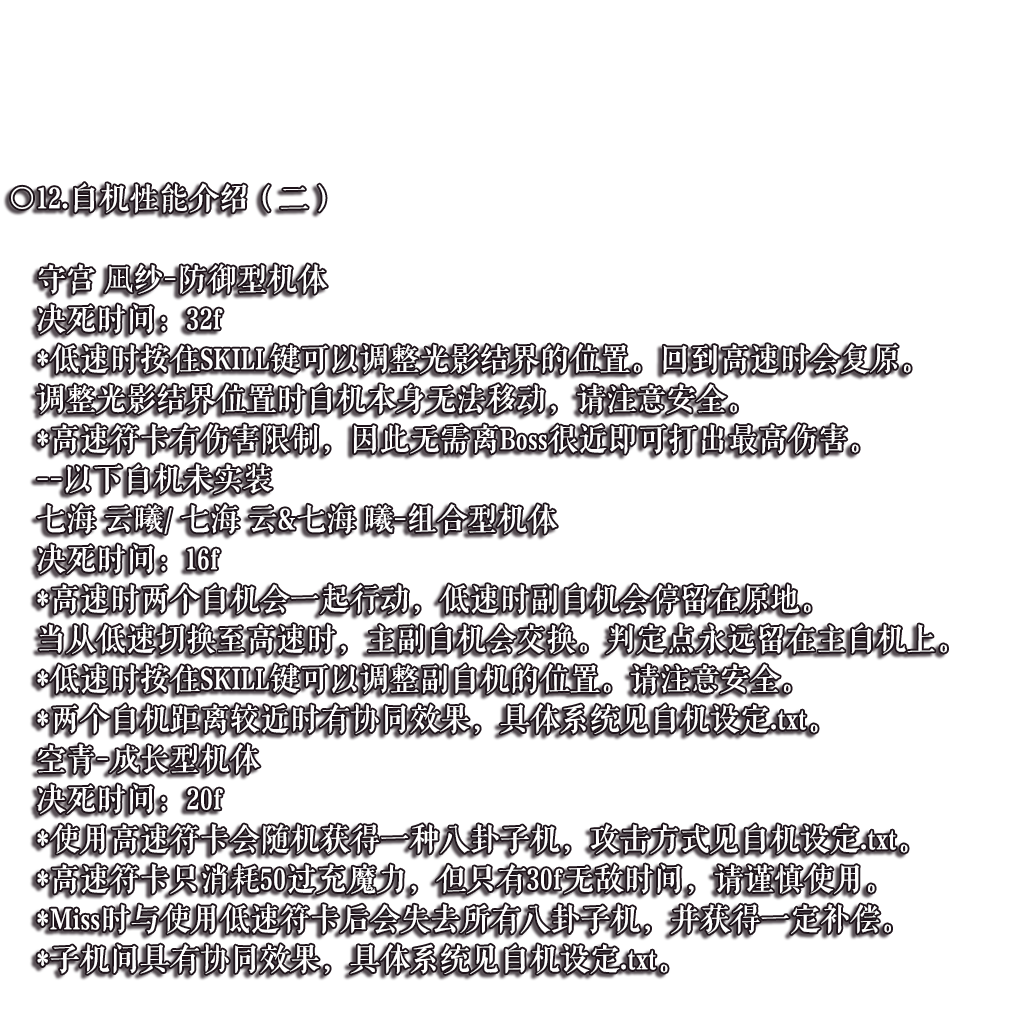 ○12.自机性能介绍（二）
守宫 凪纱-防御型机体
决死时间：32f
*低速时按住SKILL键可以调整光影结界的位置。回到高速时会复原。
调整光影结界位置时自机本身无法移动，请注意安全。
*高速符卡有伤害限制，因此无需离Boss很近即可打出最高伤害。
--以下自机未实装
七海 云曦/ 七海 云&七海 曦-组合型机体
决死时间：16f
*高速时两个自机会一起行动，低速时副自机会停留在原地。
当从低速切换至高速时，主副自机会交换。判定点永远留在主自机上。
*低速时按住SKILL键可以调整副自机的位置。请注意安全。
*两个自机距离较近时有协同效果，具体系统见自机设定.txt。
空青-成长型机体
决死时间：20f
*使用高速符卡会随机获得一种八卦子机，攻击方式见自机设定.txt。
*高速符卡只消耗50过充魔力，但只有30f无敌时间，请谨慎使用。
*Miss时与使用低速符卡后会失去所有八卦子机，并获得一定补偿。
*子机间具有协同效果，具体系统见自机设定.txt。